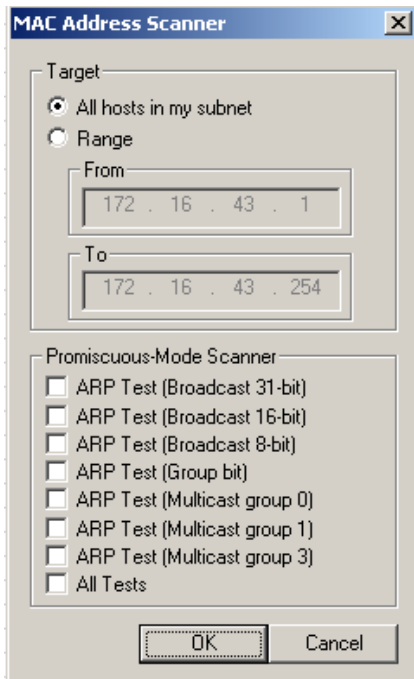 MAC Address Scanner
Target
All hosts in my subnet
Range
From
172 . 16 . 43 . 1
To
172 . 16 . 43 . 254
Promiscuous-Mode Scanner
ARP Test (Broadcast 31-bit)
ARP Test (Broadcast 16-bit)
ARP Test (Broadcast 8-bit)
ARP Test (Group bit)
ARP Test (Multicast group 0)
ARP Test (Multicast group 1)
ARP Test (Multicast group 3)
All Tests
OK Cancel